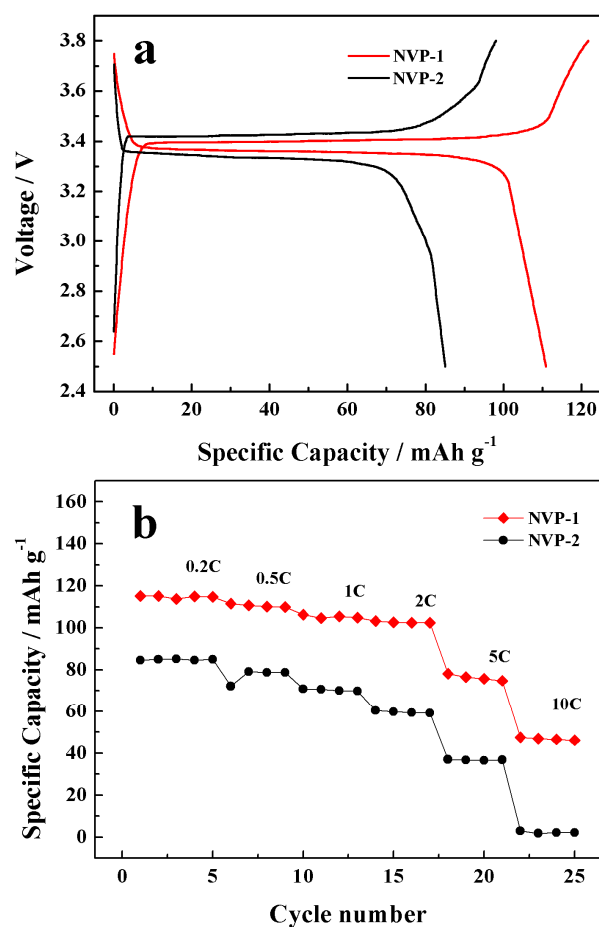 a
NVP-1
NVP-2
3.8
3.6
3.4
3.2
3.0
2.8
2.6
2.4
Voltage / V
0 20 40 60 80 100 120
Specific Capacity / mAh g-1
b
NVP-1
NVP-2
160
140
120
100
80
60
40
20
0
Specific Capacity / mAh g-1
0.2C
0.5C
1C
2C
5C
10C
0 5 10 15 20 25
Cycle number